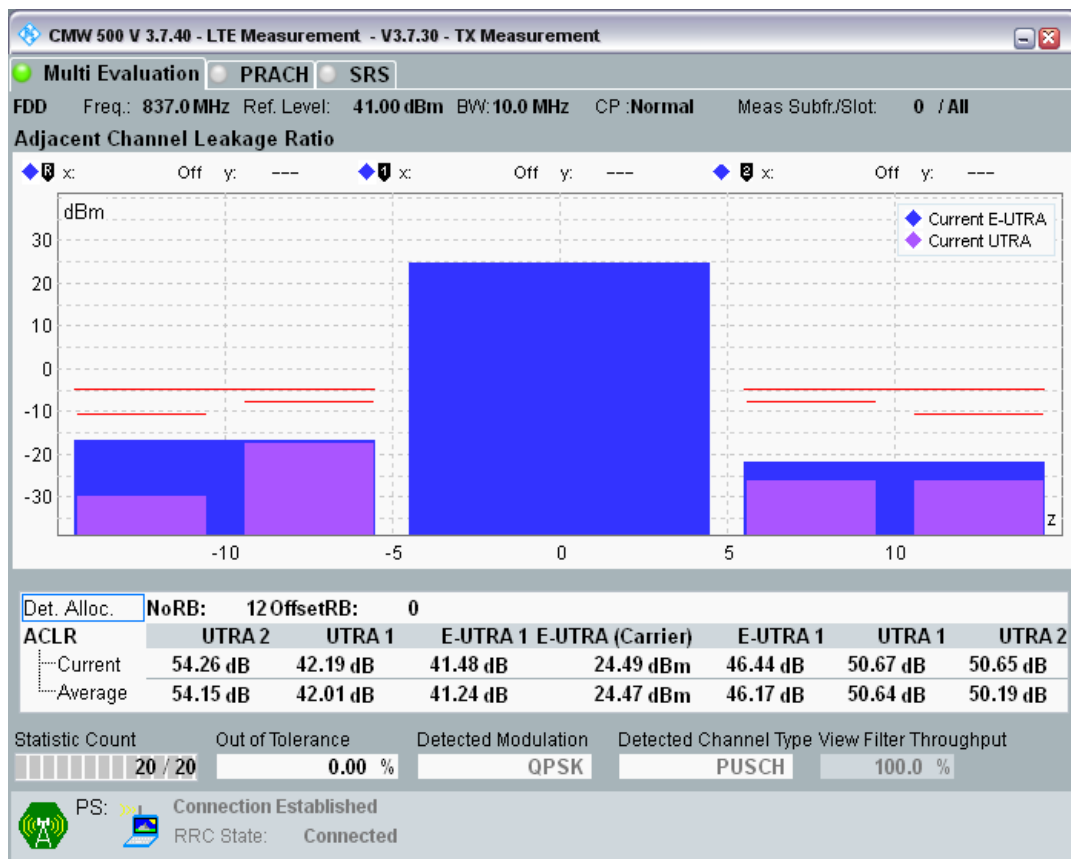 CMW 500 V 3.7.40 - LTE Measurement - V3.7.30 - TX Measurement
Multi Evaluation PRACH SRS
FDD Freq.: 837.0 MHz Ref. Level: 41.00 dBm BW: 10.0 MHz CP :Normal Meas Subfr./Slot: 0 / All
Adjacent Channel Leakage Ratio
R x: Off y: --- 1 x: Off y: --- 2 x: Off y: ---
dBm
Current E-UTRA
Current UTRA
30
20
10
0
-10
-20
-30
z
-10 -5 0 5 10
Det. Alloc. NoRB: 12 OffsetRB: 0
ACLR UTRA 2 UTRA 1 E-UTRA 1 E-UTRA (Carrier) E-UTRA 1 UTRA 1 UTRA 2
Current 54.26 dB 42.19 dB 41.48 dB 24.49 dBm 46.44 dB 50.67 dB 50.65 dB
Average 54.15 dB 42.01 dB 41.24 dB 24.47 dBm 46.17 dB 50.64 dB 50.19 dB
Statistic Count Out of Tolerance Detected Modulation Detected Channel Type View Filter Throughput
20 / 20 0.00 % QPSK PUSCH 100.0 %
PS: Connection Established
RRC State: Connected